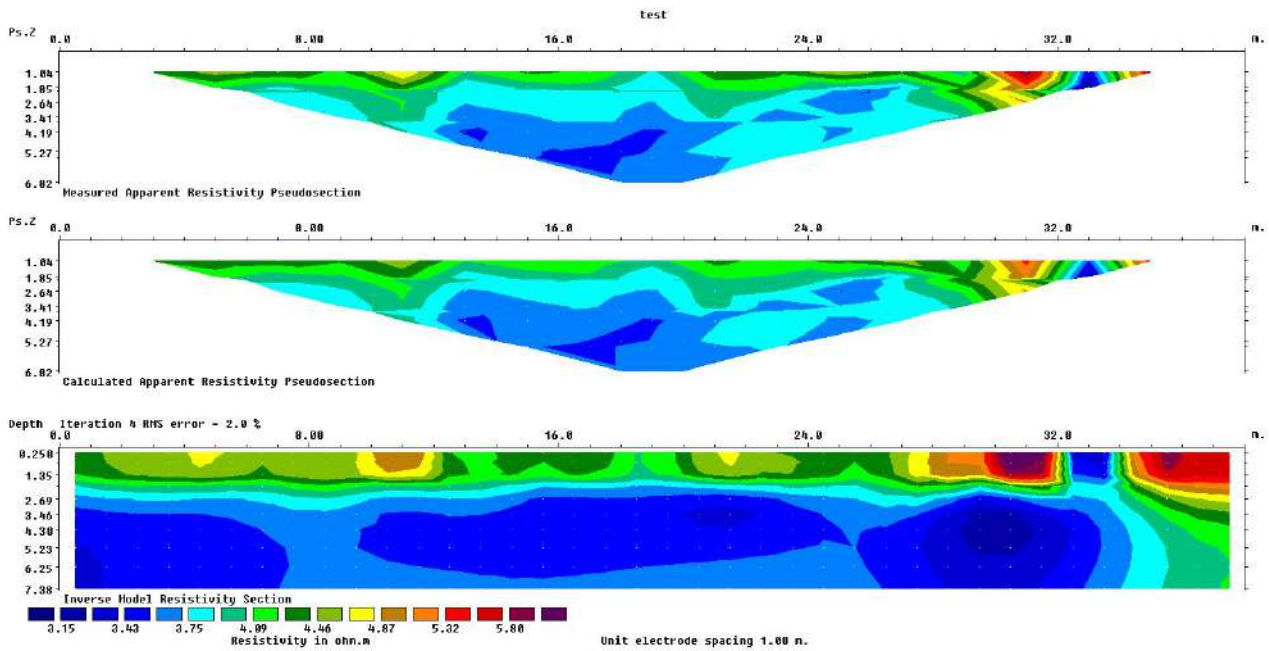 test
Ps.Z 0.0 8.00 16.0 24.0 32.0 m.
1.04
1.85
2.64
3.41
4.19
5.27
6.02
Measured Apparent Resistivity Pseudosection
Ps.Z 0.0 8.00 16.0 24.0 32.0 m.
1.04
1.85
2.64
3.41
4.19
5.27
6.02
Calculated Apparent Resistivity Pseudosection
Depth Iteration 4 RMS error = 2.0 %
0.0 8.00 16.0 24.0 32.0 m.
0.250
1.35
2.69
3.46
4.30
5.23
6.25
7.38
Inverse Model Resistivity Section
3.15 3.43 3.75 4.09 4.46 4.87 5.32 5.80
Resistivity in ohm.m Unit electrode spacing 1.00 m.